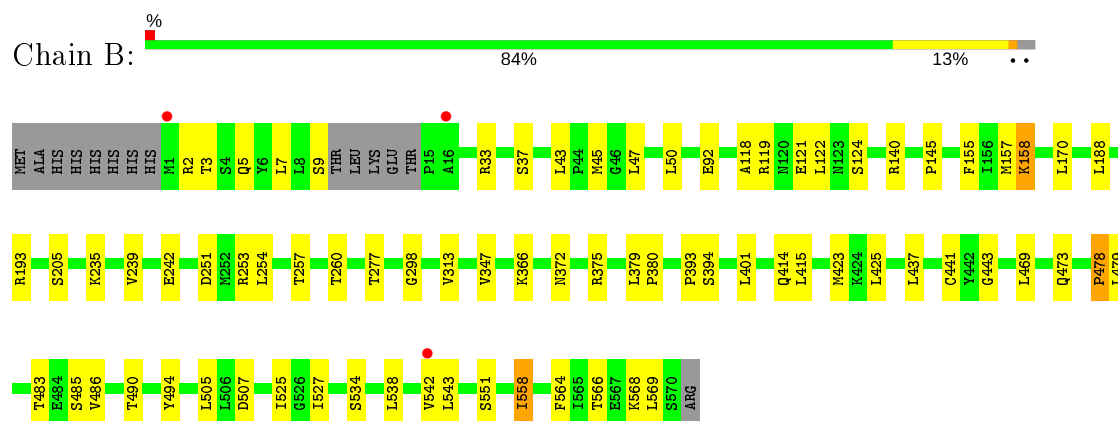 %
Chain B:
84% 13% • •
MET ALA HIS HIS HIS HIS HIS HIS M1 R2 T3 S4 Q5 Y6 L7 L8 S9 THR LEU LYS GLU THR P15 A16 R33 S37 L43 P44 M45 G46 L47 L50 E92 A118 R119 N120 E121 L122 N123 S124 R140 P145 F155 I156 M157 K158 L170 L188
R193 S205 K235 V239 E242 D251 M252 R253 L254 T257 T260 T277 G298 V313 V347 K366 N372 R375 L379 P380 P393 S394 L401 Q414 L415 M423 K424 L425 L437 C441 Y442 G443 L469 Q473 P478 L479
T483 E484 S485 V486 T490 Y494 L505 L506 D507 I525 G526 I527 S534 L538 V542 L543 S551 I558 F564 I565 T566 E567 K568 L569 S570 ARG